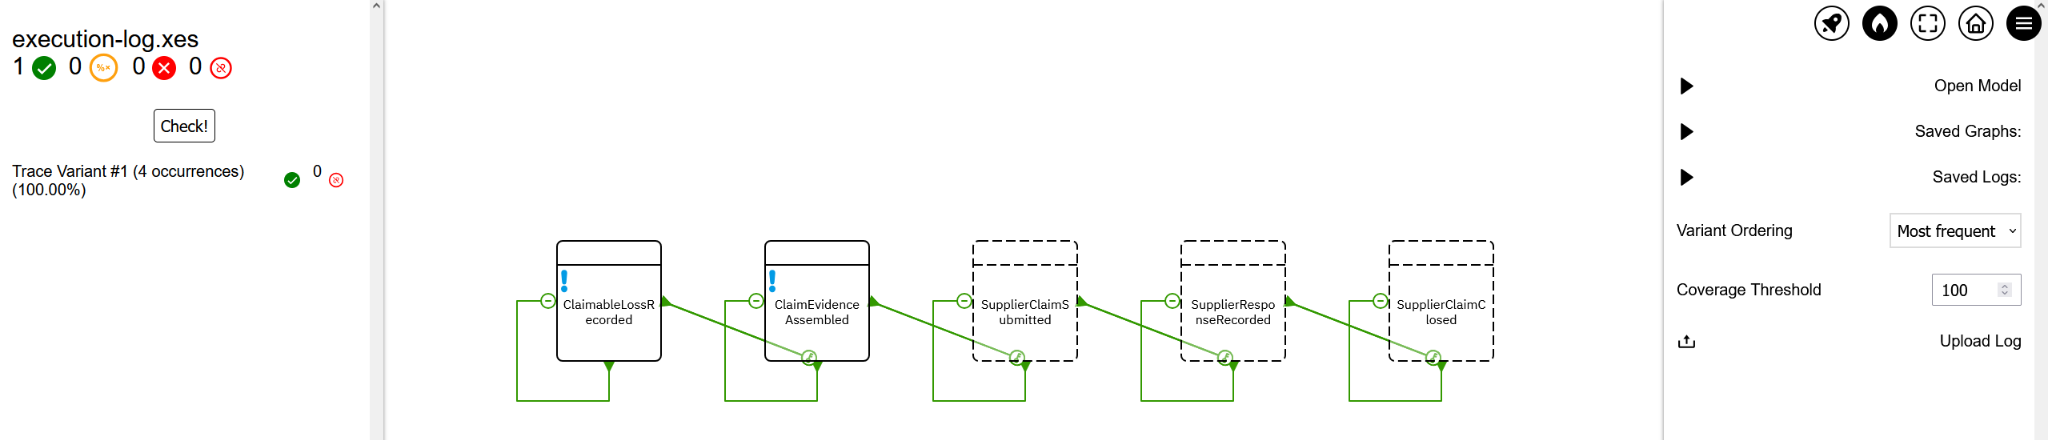 execution-log.xes
1 0 %× 0 0
Check!
Trace Variant #1 (4 occurrences)
(100.00%)
0
ClaimableLossR
ecorded
ClaimEvidence
Assembled
SupplierClaimS
ubmitted
SupplierRespo
nseRecorded
SupplierClaimC
losed
Open Model
Saved Graphs:
Saved Logs:
Variant Ordering
Most frequent
Coverage Threshold
100
Upload Log